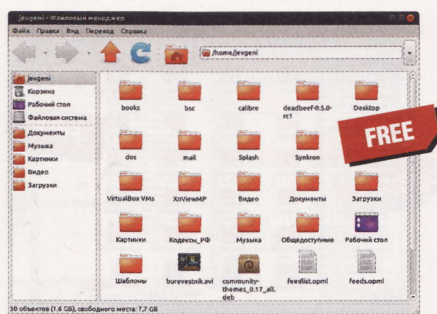 jevgeni - Файловый менеджер
Файл Правка Вид Переход Справка
/home/jevgeni
jevgeni
Корзина
Рабочий стол
Файловая система
Документы
Музыка
Картинки
Видео
Загрузки
books bsc calibre deadbeef-0.5.0-
rc1 Desktop
dos mail Splash Synkron
FREE
VirtualBox VMs XnViewMP Видео Документы Загрузки
Картинки Кодексы_РФ Музыка Общедоступные Рабочий стол
Шаблоны burevestnik.avi community-
themes_0.17_all.
deb feedlist.opml feeds.opml
30 объектов (1,6 GB), свободного места: 7,7 GB